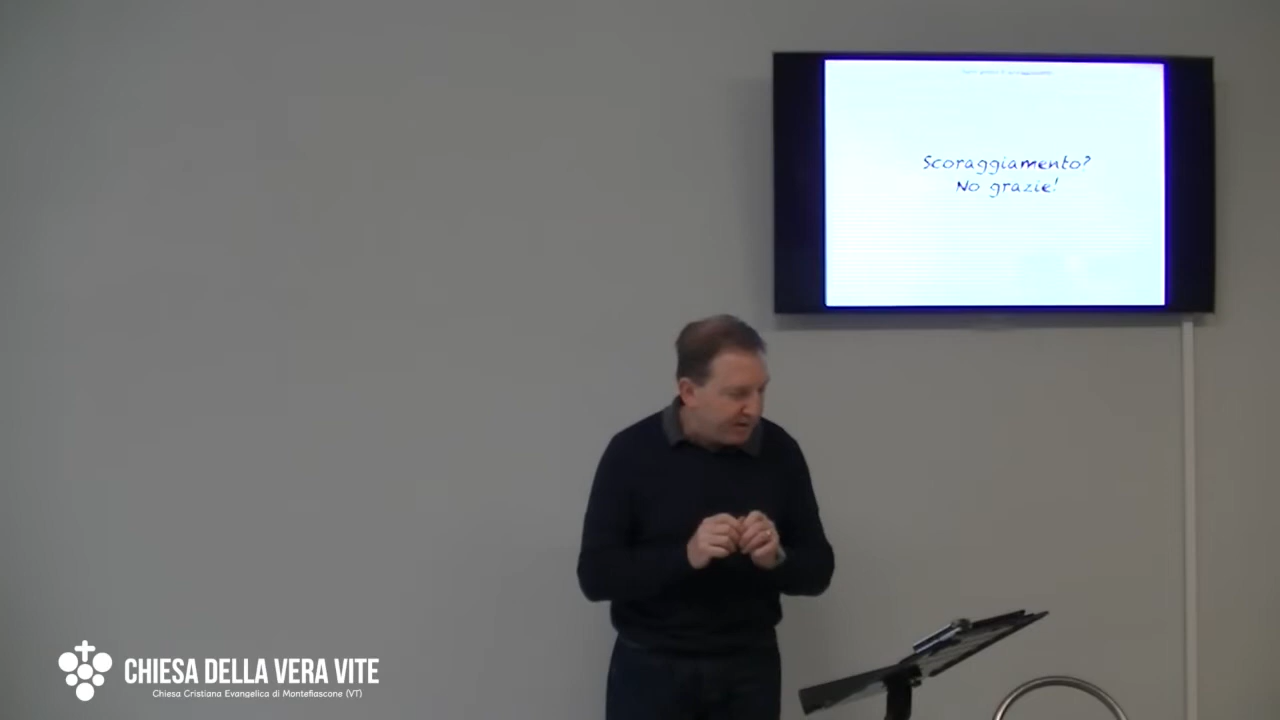 Scoraggiamento?
No grazie!
CHIESA DELLA VERA VITE
Chiesa Cristiana Evangelica di Montefiascone (VT)